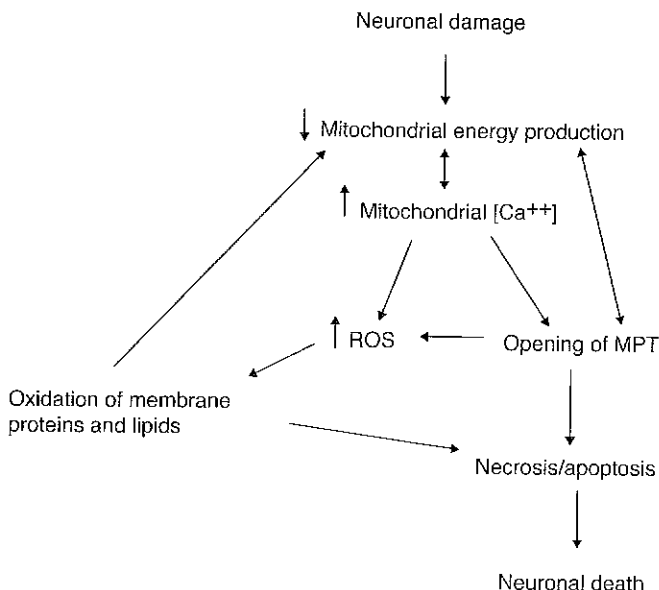 Neuronal damage
↓ Mitochondrial energy production
↑ Mitochondrial [Ca++]
↑ ROS
Opening of MPT
Oxidation of membrane
proteins and lipids
Necrosis/apoptosis
Neuronal death